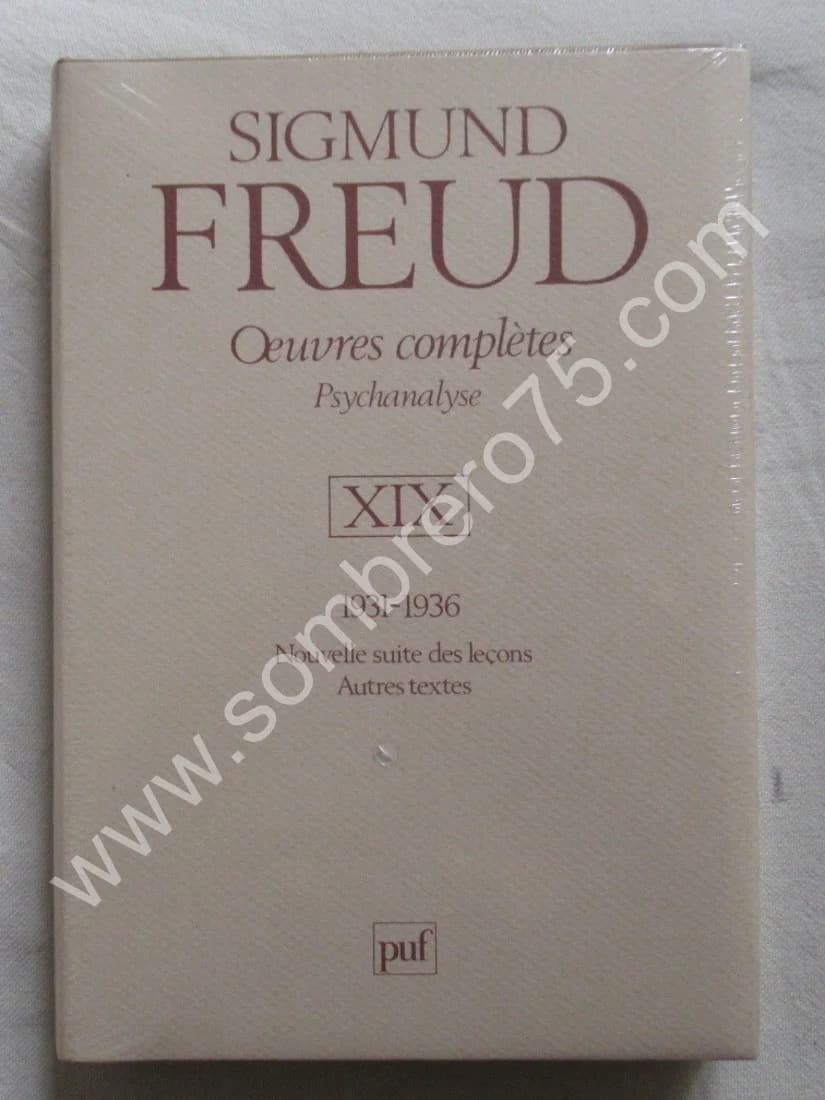 SIGMUND
FREUD
Œuvres complètes
Psychanalyse
XIX
1931-1936
Nouvelle suite des leçons
Autres textes
puf
www.sombrero75.com